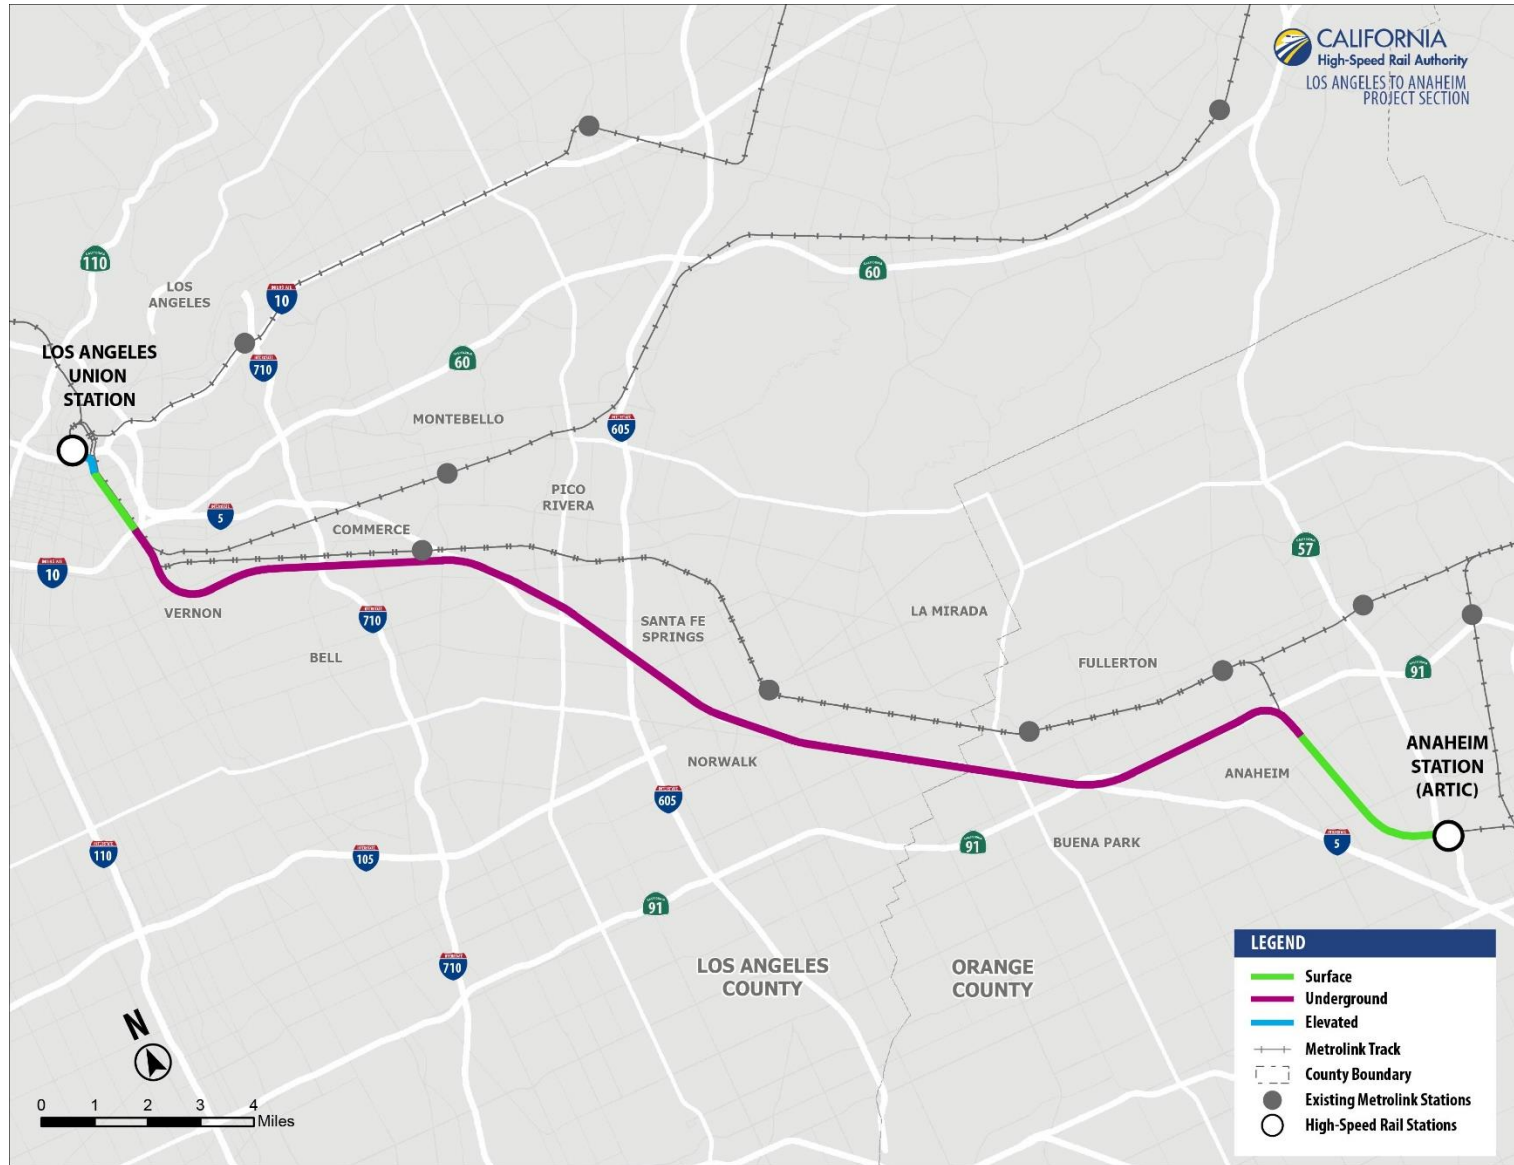 CALIFORNIA
High-Speed Rail Authority
LOS ANGELES TO ANAHEIM
PROJECT SECTION
110
LOS
ANGELES
10
60
LOS ANGELES
UNION
STATION
710
60
MONTEBELLO
605
5
COMMERCE
PICO
RIVERA
57
10
VERNON
710
SANTA FE
SPRINGS
LA MIRADA
BELL
FULLERTON
91
NORWALK
ANAHEIM
ANAHEIM
STATION
(ARTIC)
605
110
105
91
BUENA PARK
5
91
710
LOS ANGELES
COUNTY
ORANGE
COUNTY
N
0 1 2 3 4
Miles
LEGEND
Surface
Underground
Elevated
Metrolink Track
County Boundary
Existing Metrolink Stations
High-Speed Rail Stations